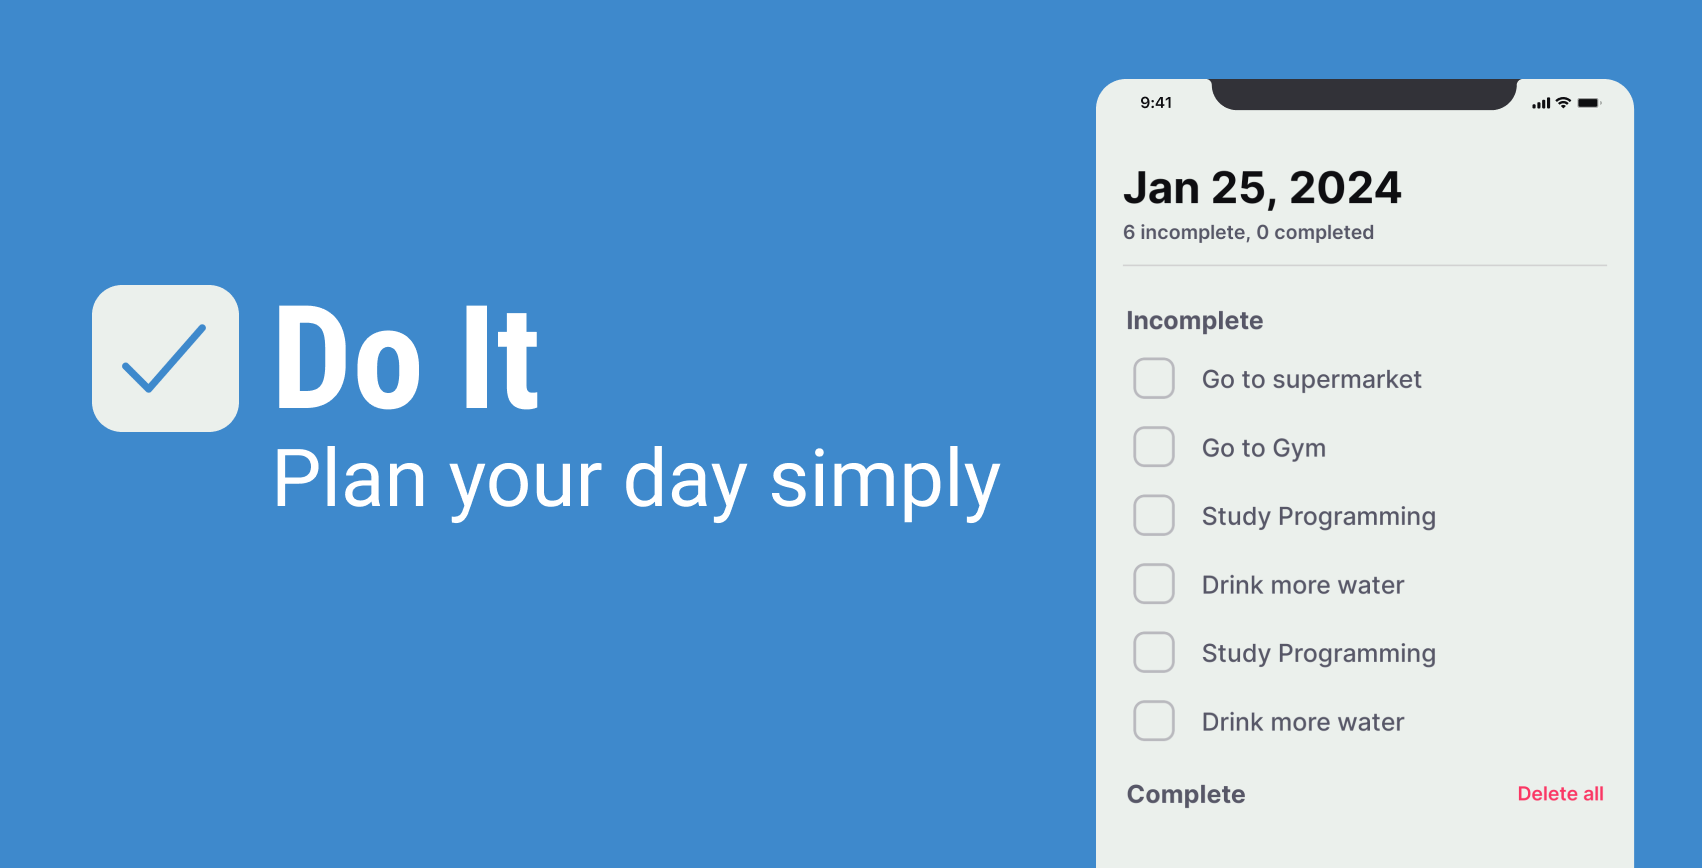 Do It
Plan your day simply
9:41
Jan 25, 2024
6 incomplete, 0 completed
Incomplete
Go to supermarket
Go to Gym
Study Programming
Drink more water
Study Programming
Drink more water
Complete
Delete all